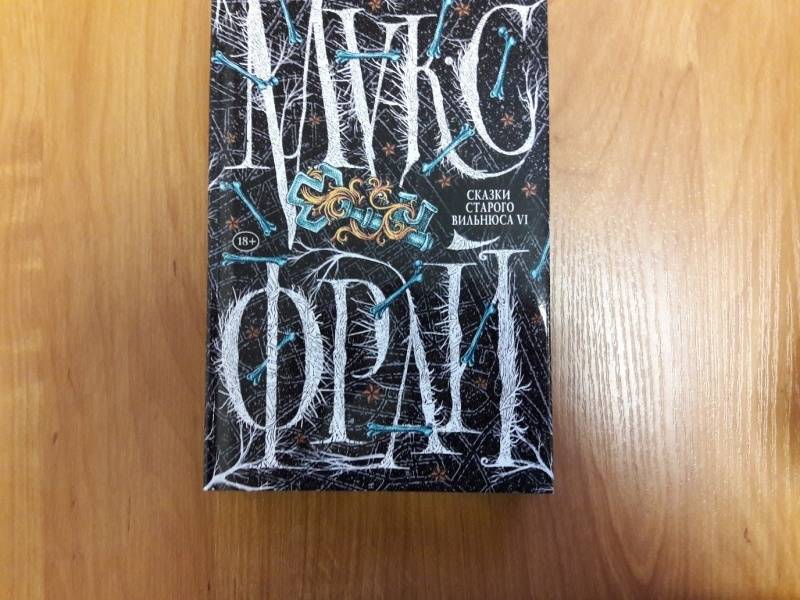 МАКС
СКАЗКИ
СТАРОГО
ВИЛЬНЮСА VI
18+
ФРАЙ